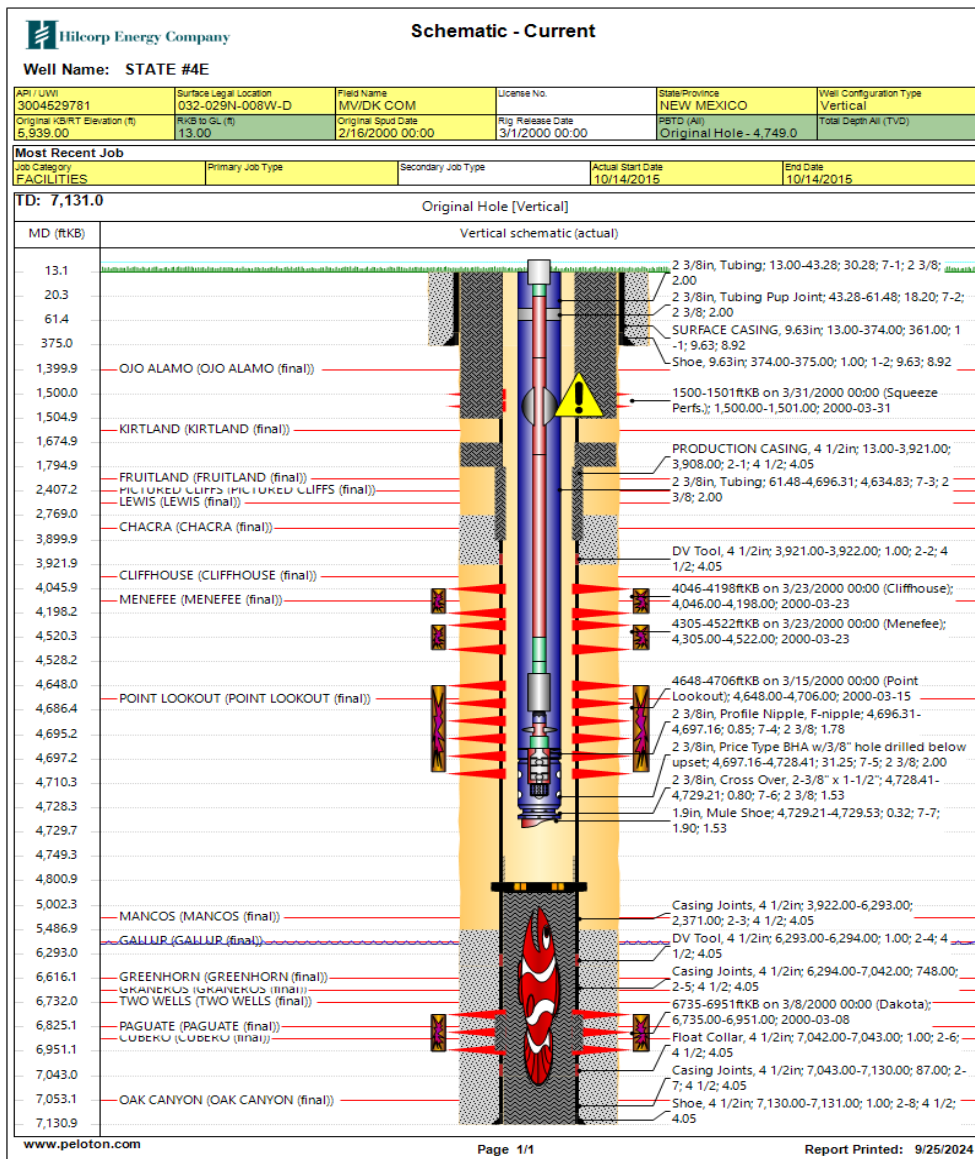 Hilcorp Energy Company
Schematic - Current
Well Name: STATE #4E
API / UWI
3004529781
Surface Legal Location
032-029N-008W-D
Field Name
MV/DK COM
License No.
State/Province
NEW MEXICO
Well Configuration Type
Vertical
Original KB/RT Elevation (ft)
5,939.00
RKB to GL (ft)
13.00
Original Spud Date
2/16/2000 00:00
Rig Release Date
3/1/2000 00:00
PBTD (All)
Original Hole - 4,749.0
Total Depth All (TVD)
Most Recent Job
Job Category
FACILITIES
Primary Job Type
Secondary Job Type
Actual Start Date
10/14/2015
End Date
10/14/2015
TD: 7,131.0
Original Hole [Vertical]
MD (ftKB)
Vertical schematic (actual)
13.1
20.3
61.4
375.0
1,399.9
1,500.0
1,504.9
1,674.9
1,794.9
2,407.2
2,769.0
3,899.9
3,921.9
4,045.9
4,198.2
4,520.3
4,528.2
4,648.0
4,686.4
4,695.2
4,697.2
4,710.3
4,728.3
4,729.7
4,749.3
4,800.9
5,002.3
5,486.9
6,293.0
6,616.1
6,732.0
6,825.1
6,951.1
7,043.0
7,053.1
7,130.9
OJO ALAMO (OJO ALAMO (final))
KIRTLAND (KIRTLAND (final))
FRUITLAND (FRUITLAND (final))
PICTURED CLIFFS (PICTURED CLIFFS (final))
LEWIS (LEWIS (final))
CHACRA (CHACRA (final))
CLIFFHOUSE (CLIFFHOUSE (final))
MENEFEE (MENEFEE (final))
POINT LOOKOUT (POINT LOOKOUT (final))
MANCOS (MANCOS (final))
GALLUP (GALLUP (final))
GREENHORN (GREENHORN (final))
GRANEROS (GRANEROS (final))
TWO WELLS (TWO WELLS (final))
PAGUATE (PAGUATE (final))
CUBERO (CUBERO (final))
OAK CANYON (OAK CANYON (final))
2 3/8in, Tubing; 13.00-43.28; 30.28; 7-1; 2 3/8;
2.00
2 3/8in, Tubing Pup Joint; 43.28-61.48; 18.20; 7-2;
2 3/8; 2.00
SURFACE CASING, 9.63in; 13.00-374.00; 361.00; 1
-1; 9.63; 8.92
Shoe, 9.63in; 374.00-375.00; 1.00; 1-2; 9.63; 8.92
1500-1501ftKB on 3/31/2000 00:00 (Squeeze
Perfs.); 1,500.00-1,501.00; 2000-03-31
PRODUCTION CASING, 4 1/2in; 13.00-3,921.00;
3,908.00; 2-1; 4 1/2; 4.05
2 3/8in, Tubing; 61.48-4,696.31; 4,634.83; 7-3; 2
3/8; 2.00
DV Tool, 4 1/2in; 3,921.00-3,922.00; 1.00; 2-2; 4
1/2; 4.05
4046-4198ftKB on 3/23/2000 00:00 (Cliffhouse);
4,046.00-4,198.00; 2000-03-23
4305-4522ftKB on 3/23/2000 00:00 (Menefee);
4,305.00-4,522.00; 2000-03-23
4648-4706ftKB on 3/15/2000 00:00 (Point
Lookout); 4,648.00-4,706.00; 2000-03-15
2 3/8in, Profile Nipple, F-nipple; 4,696.31-
4,697.16; 0.85; 7-4; 2 3/8; 1.78
2 3/8in, Price Type BHA w/3/8" hole drilled below
upset; 4,697.16-4,728.41; 31.25; 7-5; 2 3/8; 2.00
2 3/8in, Cross Over, 2-3/8" x 1-1/2"; 4,728.41-
4,729.21; 0.80; 7-6; 2 3/8; 1.53
1.9in, Mule Shoe; 4,729.21-4,729.53; 0.32; 7-7;
1.90; 1.53
Casing Joints, 4 1/2in; 3,922.00-6,293.00;
2,371.00; 2-3; 4 1/2; 4.05
DV Tool, 4 1/2in; 6,293.00-6,294.00; 1.00; 2-4; 4
1/2; 4.05
Casing Joints, 4 1/2in; 6,294.00-7,042.00; 748.00;
2-5; 4 1/2; 4.05
6735-6951ftKB on 3/8/2000 00:00 (Dakota);
6,735.00-6,951.00; 2000-03-08
Float Collar, 4 1/2in; 7,042.00-7,043.00; 1.00; 2-6;
4 1/2; 4.05
Casing Joints, 4 1/2in; 7,043.00-7,130.00; 87.00; 2-
7; 4 1/2; 4.05
Shoe, 4 1/2in; 7,130.00-7,131.00; 1.00; 2-8; 4 1/2;
4.05
www.peloton.com
Page 1/1
Report Printed: 9/25/2024